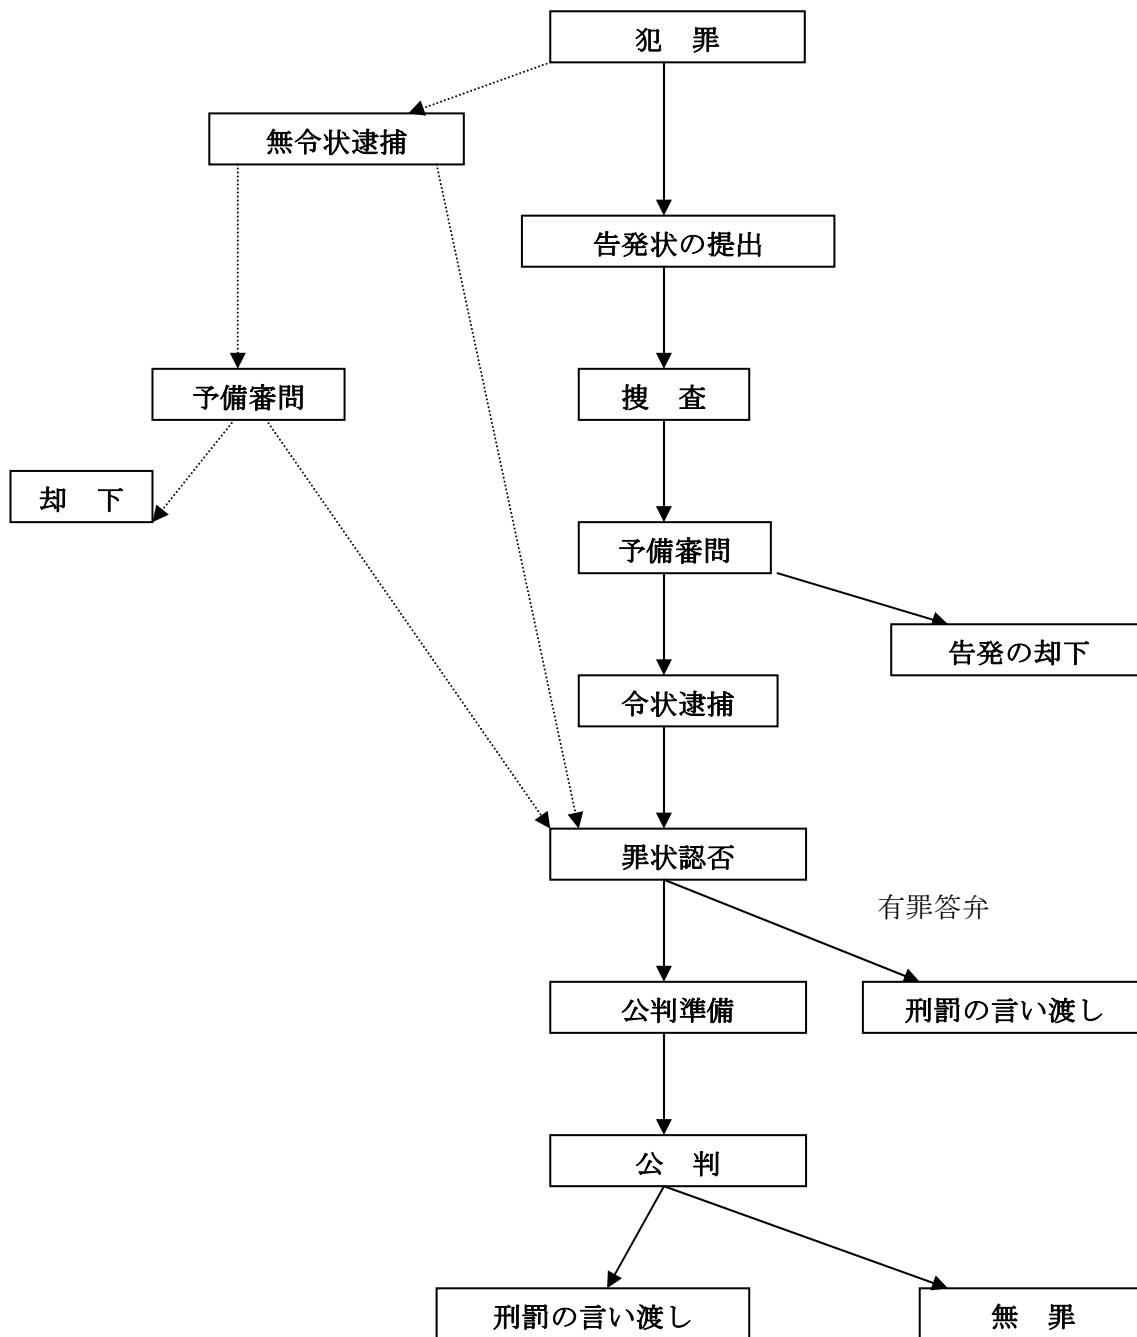 犯　罪
無令状逮捕
告発状の提出
予備審問
捜　査
却　下
予備審問
告発の却下
令状逮捕
罪状認否
有罪答弁
公判準備
刑罰の言い渡し
公　判
刑罰の言い渡し
無　罪